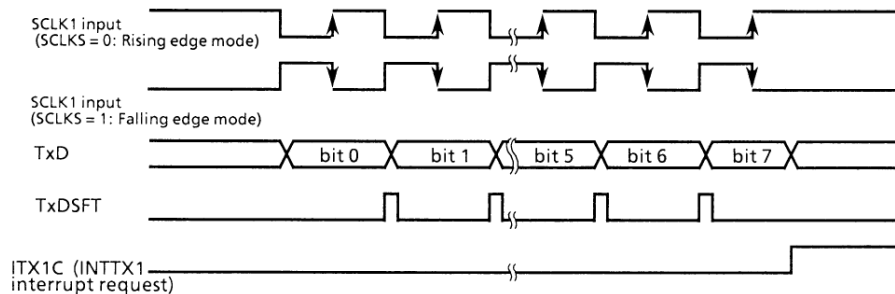 SCLK1 input
(SCLKS = 0: Rising edge mode)
SCLK1 input
(SCLKS = 1: Falling edge mode)
TxD
bit 0 bit 1 bit 5 bit 6 bit 7
TxDSFT
ITX1C (INTTX1
interrupt request)